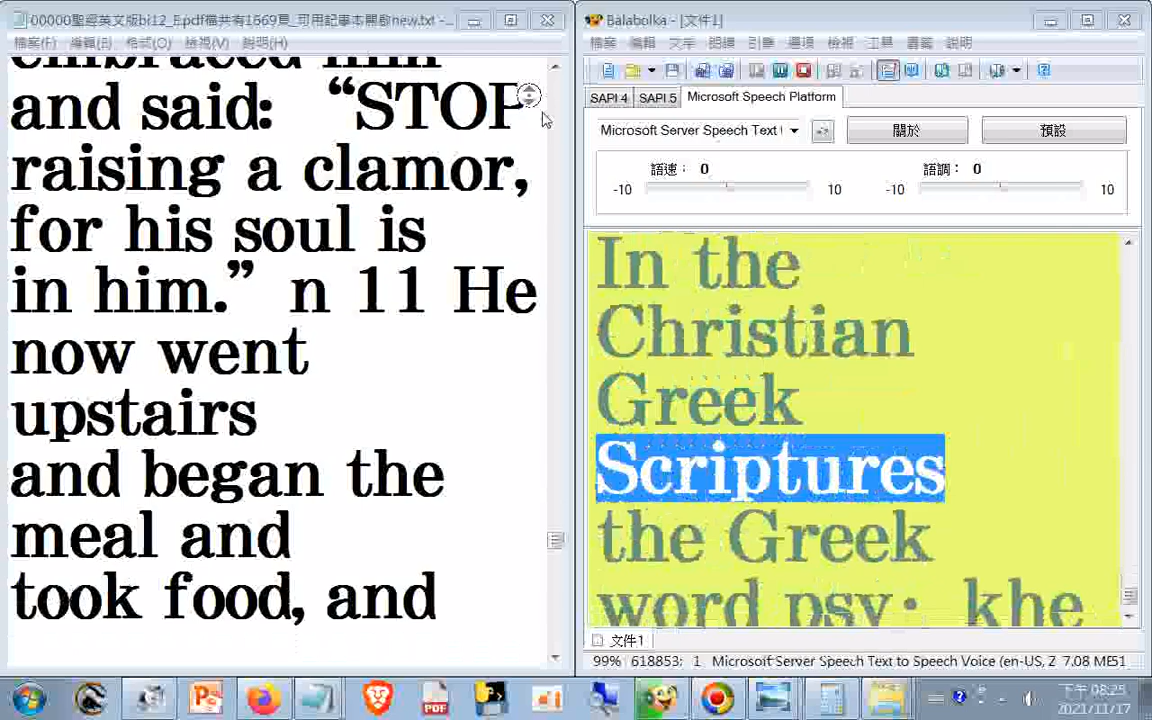 00000聖經英文版bi12_E.pdf檔共有1669頁_可用記事本開啟new.txt -...
檔案(F) 編輯(E) 格式(O) 檢視(V) 說明(H)
embraced him
and said: “STOP
raising a clamor,
for his soul is
in him.” n 11 He
now went
upstairs
and began the
meal and
took food, and
Balabolka - [文件1]
檔案 編輯 文字 朗讀 引擎 選項 檢視 工具 書籤 說明
SAPI 4 SAPI 5 Microsoft Speech Platform
Microsoft Server Speech Text
關於 預設
語速: 0 語調: 0
-10 10 -10 10
In the
Christian
Greek
Scriptures
the Greek
word psy· khe
文件1
99% 618853: 1 Microsoft Server Speech Text to Speech Voice (en-US, Z 7.08 ME51
PDF
下午 08:25
2021/11/17